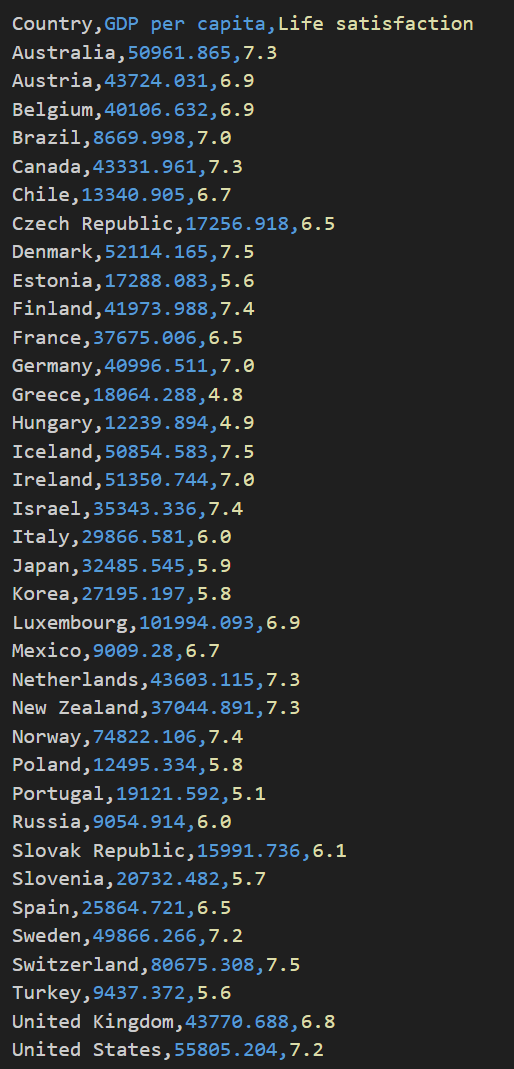 Country,GDP per capita,Life satisfaction
Australia,50961.865,7.3
Austria,43724.031,6.9
Belgium,40106.632,6.9
Brazil,8669.998,7.0
Canada,43331.961,7.3
Chile,13340.905,6.7
Czech Republic,17256.918,6.5
Denmark,52114.165,7.5
Estonia,17288.083,5.6
Finland,41973.988,7.4
France,37675.006,6.5
Germany,40996.511,7.0
Greece,18064.288,4.8
Hungary,12239.894,4.9
Iceland,50854.583,7.5
Ireland,51350.744,7.0
Israel,35343.336,7.4
Italy,29866.581,6.0
Japan,32485.545,5.9
Korea,27195.197,5.8
Luxembourg,101994.093,6.9
Mexico,9009.28,6.7
Netherlands,43603.115,7.3
New Zealand,37044.891,7.3
Norway,74822.106,7.4
Poland,12495.334,5.8
Portugal,19121.592,5.1
Russia,9054.914,6.0
Slovak Republic,15991.736,6.1
Slovenia,20732.482,5.7
Spain,25864.721,6.5
Sweden,49866.266,7.2
Switzerland,80675.308,7.5
Turkey,9437.372,5.6
United Kingdom,43770.688,6.8
United States,55805.204,7.2